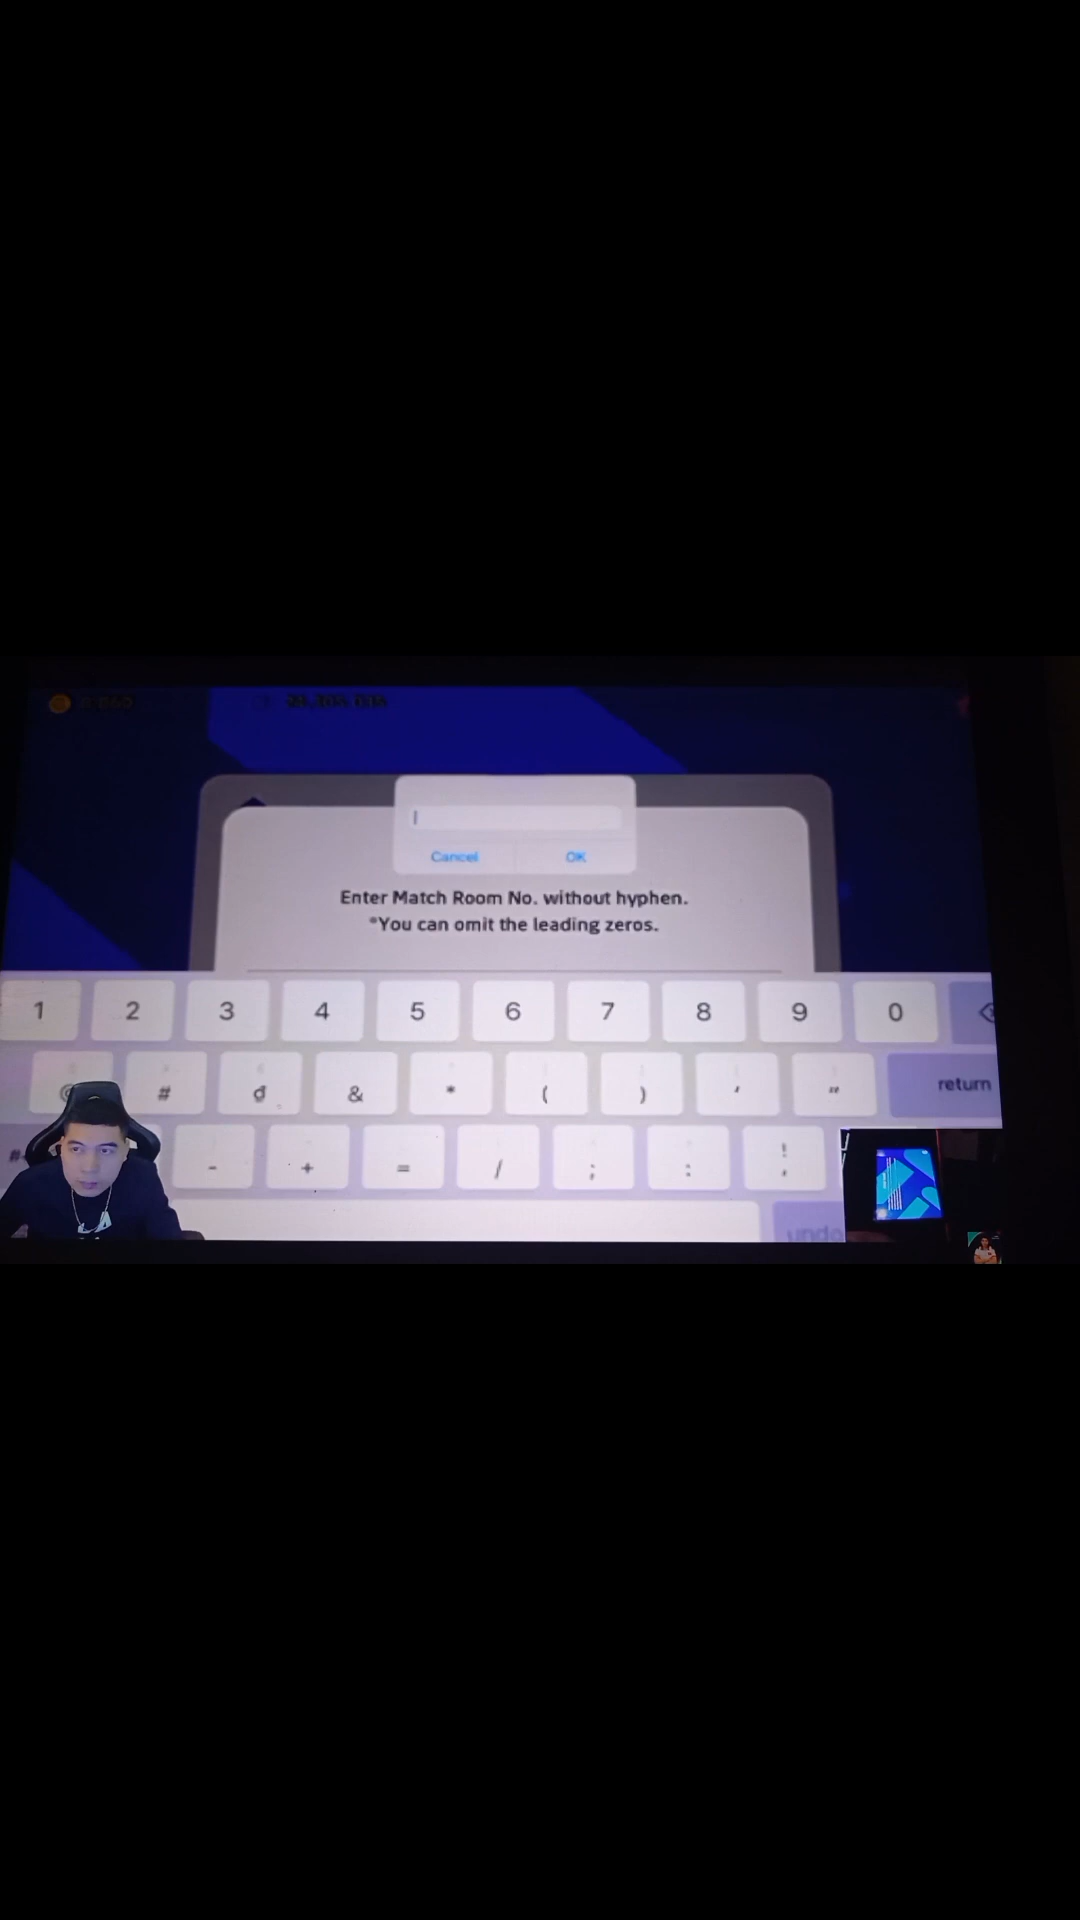 Cancel OK
Enter Match Room No. without hyphen.
*You can omit the leading zeros.
1 2 3 4 5 6 7 8 9 0
# ₫ & * ( ) ' "
- + = / ; : ! ,
return
undo